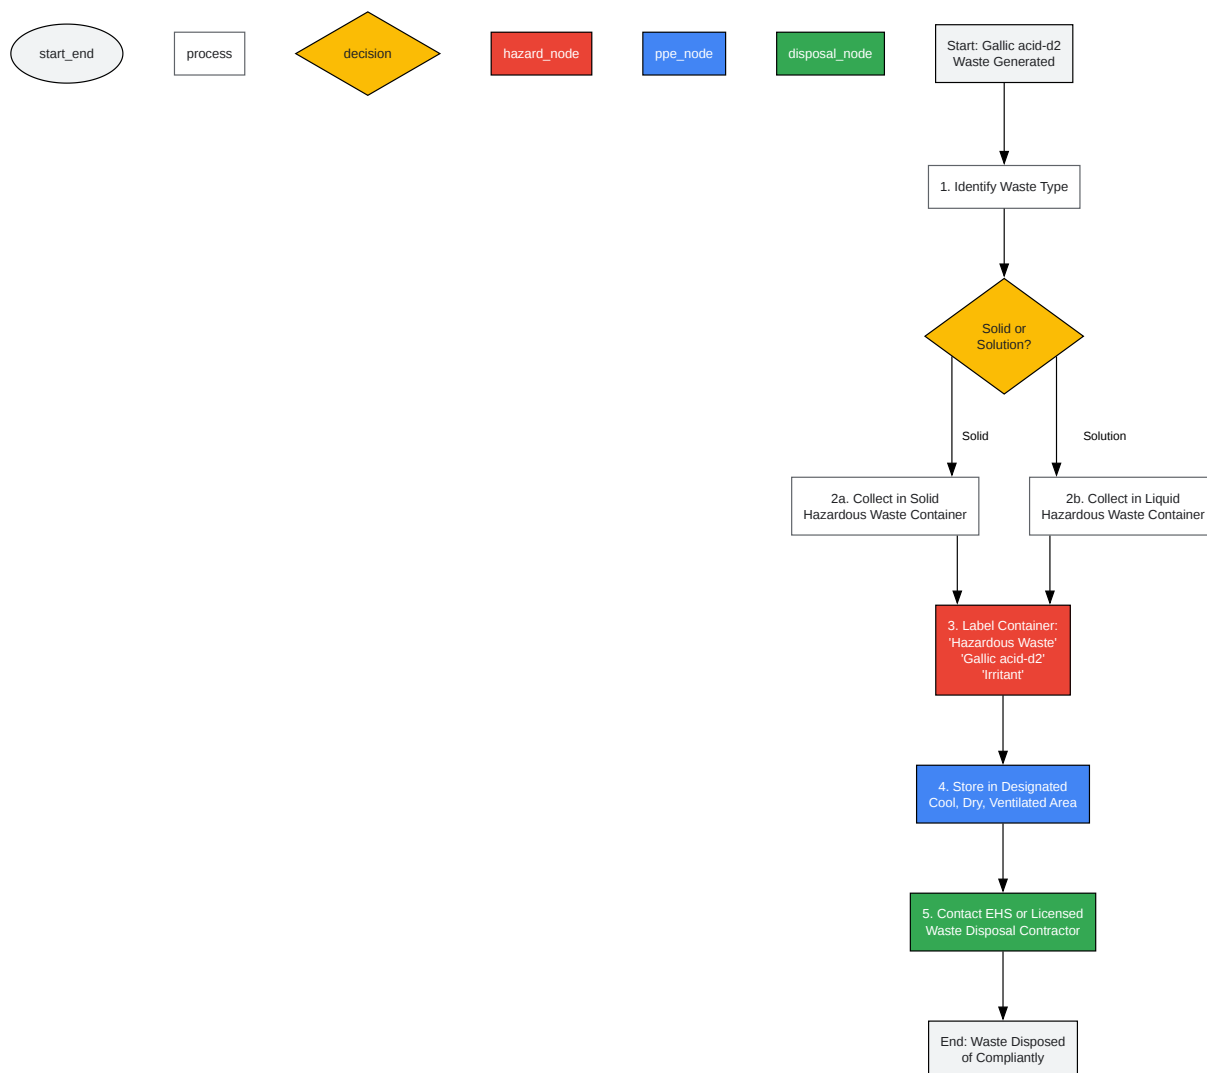 start_end
process
decision
hazard_node
ppe_node
disposal_node
Start: Gallic acid-d2
Waste Generated
1. Identify Waste Type
Solid or
Solution?
Solid
Solution
2a. Collect in Solid
Hazardous Waste Container
2b. Collect in Liquid
Hazardous Waste Container
3. Label Container:
'Hazardous Waste'
'Gallic acid-d2'
'Irritant'
4. Store in Designated
Cool, Dry, Ventilated Area
5. Contact EHS or Licensed
Waste Disposal Contractor
End: Waste Disposed
of Compliantly